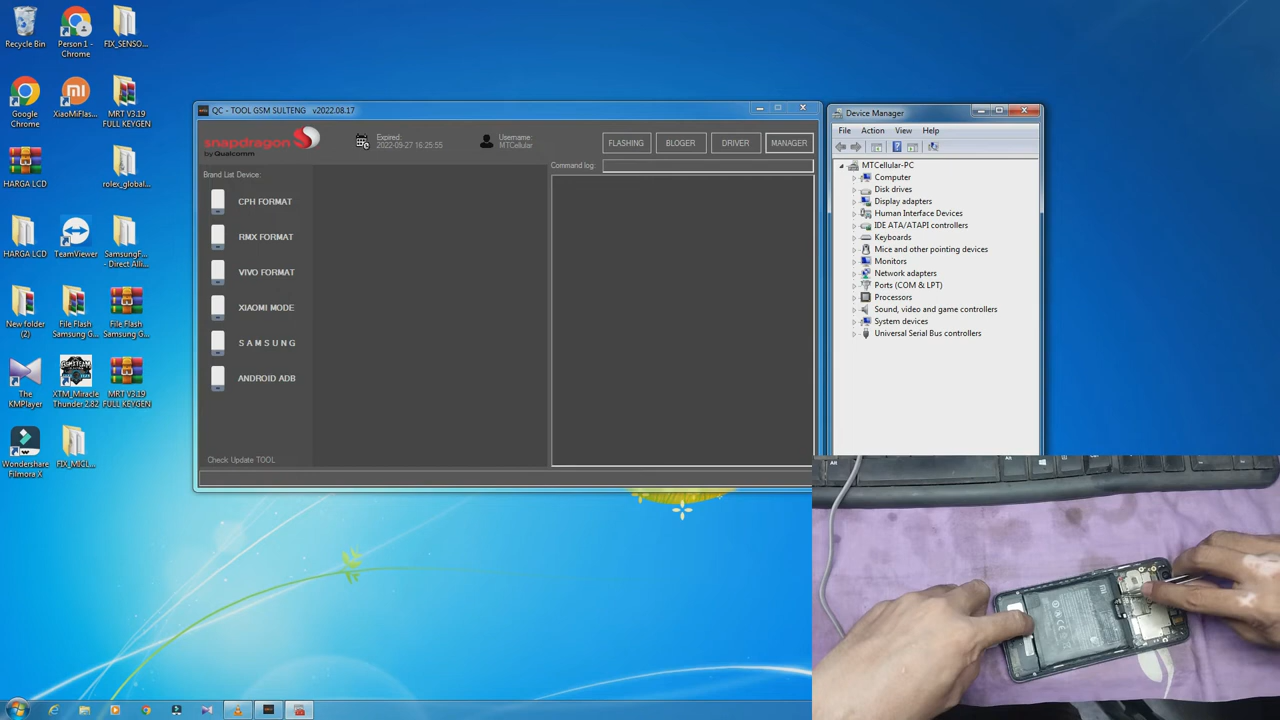 Recycle Bin
Person 1 -
Chrome
FIX_SENSO...
Google
Chrome
XiaoMiFlas...
MRT V3.19
FULL KEYGEN
HARGA LCD
rolex_global...
HARGA LCD
TeamViewer
SamsungF...
- Direct Alli...
New folder
(2)
File Flash
Samsung G...
File Flash
Samsung G...
The
KMPlayer
XTM_Miracle
Thunder 2.82
MRT V3.19
FULL KEYGEN
Wondershare
Filmora X
FIX_MICL...
QC - TOOL GSM SULTENG v2022.08.17
snapdragon
by Qualcomm
Expired:
2022-09-27 16:25:55
Username:
MTCellular
FLASHING
BLOGER
DRIVER
MANAGER
Brand List Device:
Command log:
CPH FORMAT
RMX FORMAT
VIVO FORMAT
XIAOMI MODE
S A M S U N G
ANDROID ADB
Check Update TOOL
Device Manager
File Action View Help
MTCellular-PC
Computer
Disk drives
Display adapters
Human Interface Devices
IDE ATA/ATAPI controllers
Keyboards
Mice and other pointing devices
Monitors
Network adapters
Ports (COM & LPT)
Processors
Sound, video and game controllers
System devices
Universal Serial Bus controllers